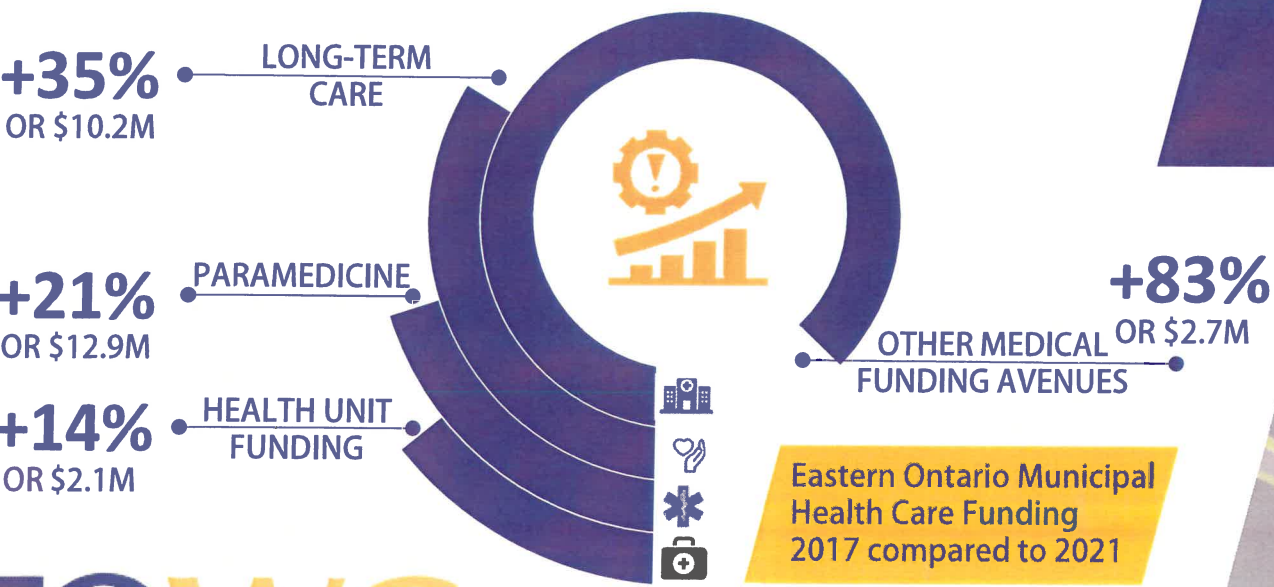 +35%
OR $10.2M
LONG-TERM
CARE
+21%
OR $12.9M
PARAMEDICINE
+14%
OR $2.1M
HEALTH UNIT
FUNDING
+83%
OR $2.7M
OTHER MEDICAL
FUNDING AVENUES
Eastern Ontario Municipal
Health Care Funding
2017 compared to 2021